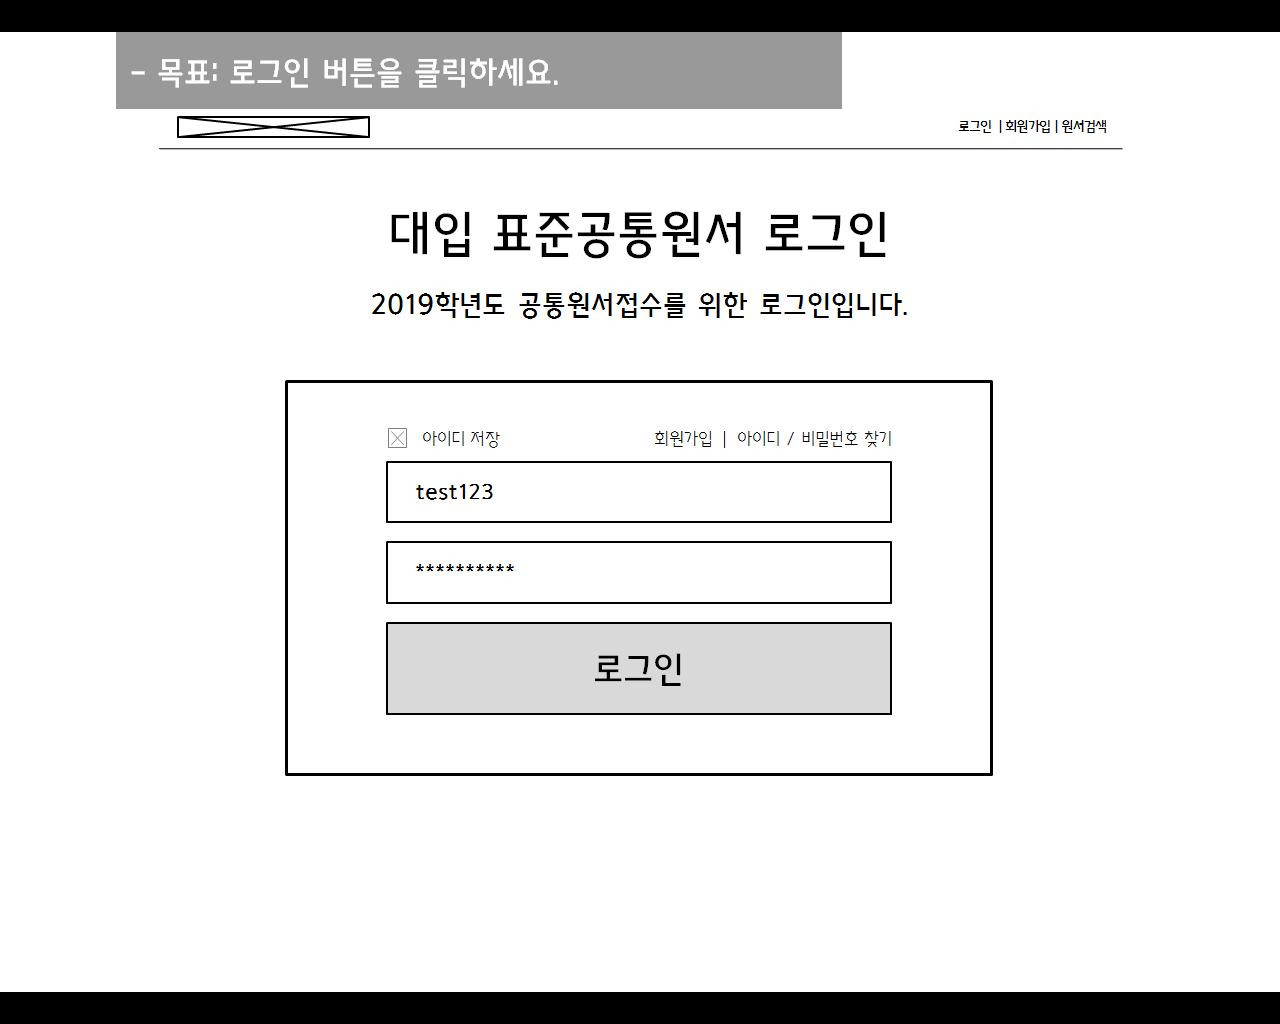 - 목표: 로그인 버튼을 클릭하세요.
로그인 | 회원가입 | 원서검색
대입 표준공통원서 로그인
2019학년도 공통원서접수를 위한 로그인입니다.
아이디 저장 회원가입 | 아이디 / 비밀번호 찾기
test123
**********
로그인